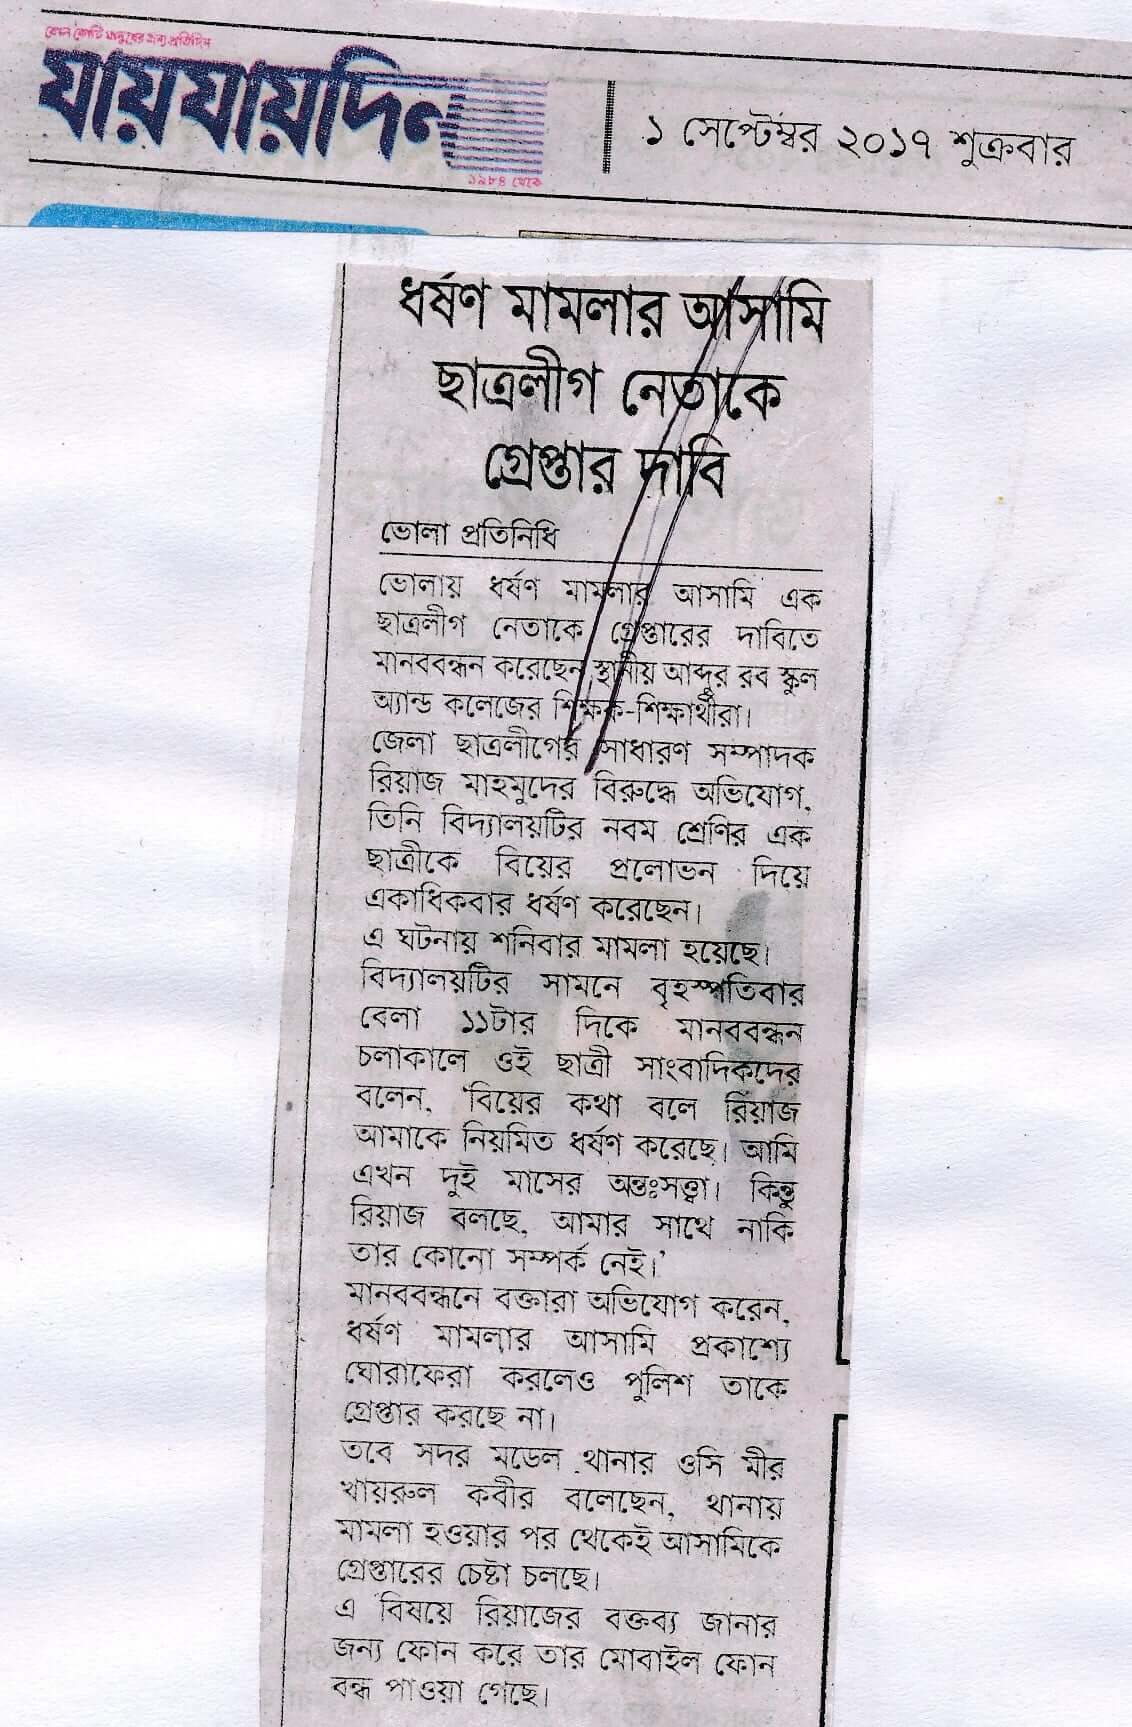 কোটি মানুষের জন্য প্রতিদিন
যায়যায়দিন
১৯৮৪ থেকে
১ সেপ্টেম্বর ২০১৭ শুক্রবার
ধর্ষণ মামলার আসামি
ছাত্রলীগ নেতাকে
গ্রেপ্তার দাবি
ভোলা প্রতিনিধি
ভোলায় ধর্ষণ মামলার আসামি এক
ছাত্রলীগ নেতাকে গ্রেপ্তারের দাবিতে
মানববন্ধন করেছেন স্থানীয় আব্দুর রব স্কুল
অ্যান্ড কলেজের শিক্ষক-শিক্ষার্থীরা।
জেলা ছাত্রলীগের সাধারণ সম্পাদক
রিয়াজ মাহমুদের বিরুদ্ধে অভিযোগ,
তিনি বিদ্যালয়টির নবম শ্রেণির এক
ছাত্রীকে বিয়ের প্রলোভন দিয়ে
একাধিকবার ধর্ষণ করেছেন।
এ ঘটনায় শনিবার মামলা হয়েছে।
বিদ্যালয়টির সামনে বৃহস্পতিবার
বেলা ১১টার দিকে মানববন্ধন
চলাকালে ওই ছাত্রী সাংবাদিকদের
বলেন, 'বিয়ের কথা বলে রিয়াজ
আমাকে নিয়মিত ধর্ষণ করেছে। আমি
এখন দুই মাসের অন্তঃসত্ত্বা। কিন্তু
রিয়াজ বলছে, আমার সাথে নাকি
তার কোনো সম্পর্ক নেই।'
মানববন্ধনে বক্তারা অভিযোগ করেন,
ধর্ষণ মামলার আসামি প্রকাশ্যে
ঘোরাফেরা করলেও পুলিশ তাকে
গ্রেপ্তার করছে না।
তবে সদর মডেল থানার ওসি মীর
খায়রুল কবীর বলেছেন, থানায়
মামলা হওয়ার পর থেকেই আসামিকে
গ্রেপ্তারের চেষ্টা চলছে।
এ বিষয়ে রিয়াজের বক্তব্য জানার
জন্য ফোন করে তার মোবাইল ফোন
বন্ধ পাওয়া গেছে।